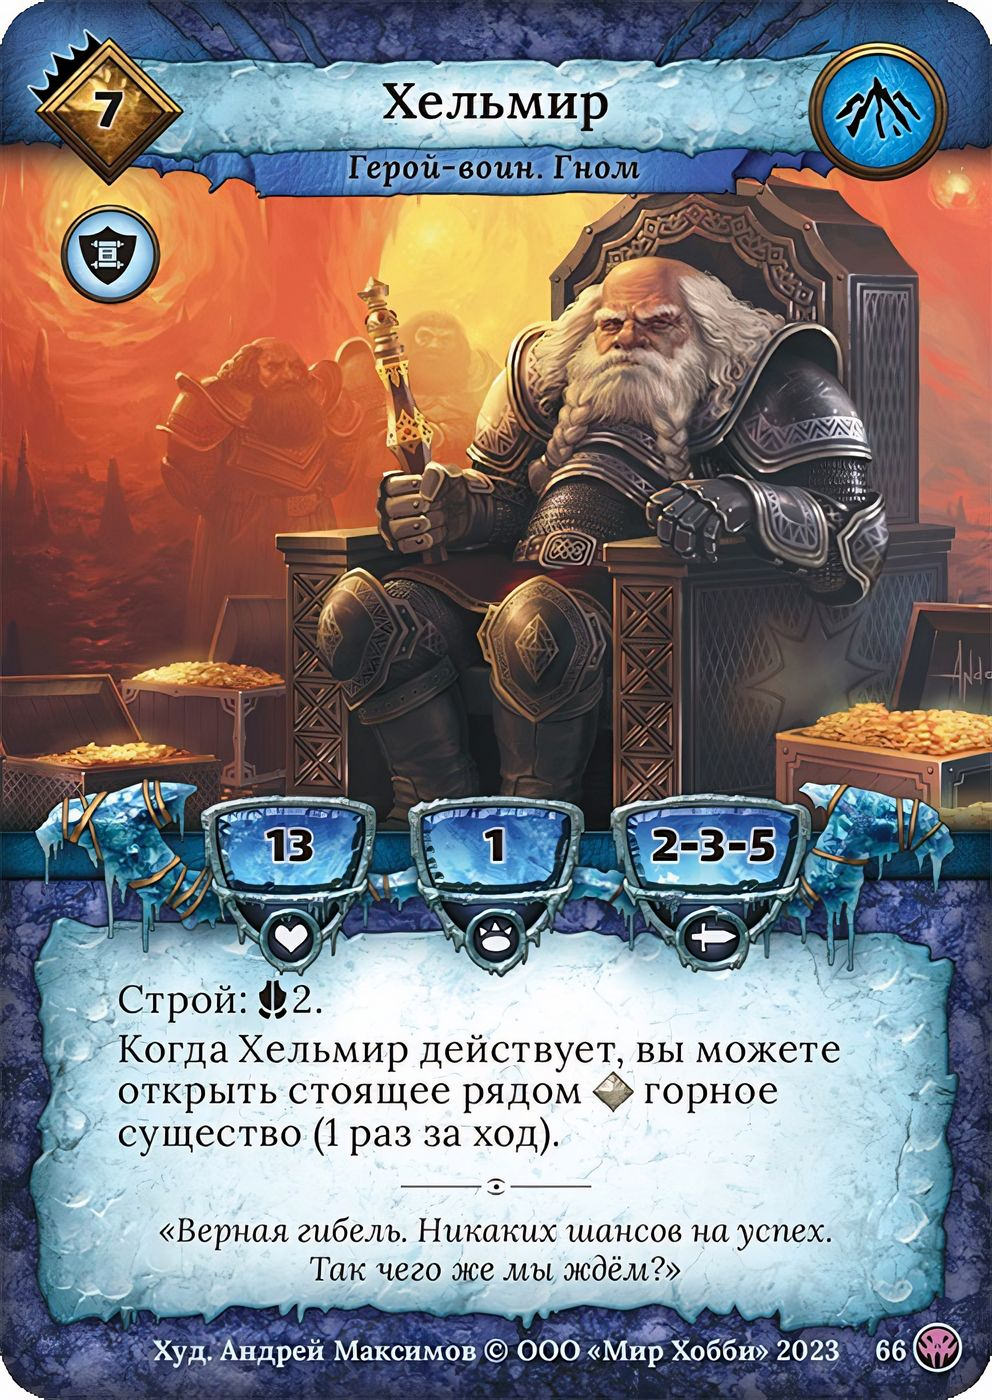 7
Хельмир
Герой-воин. Гном
13
1
2-3-5
Строй: 2.
Когда Хельмир действует, вы можете
открыть стоящее рядом горное
существо (1 раз за ход).
«Верная гибель. Никаких шансов на успех.
Так чего же мы ждём?»
Худ. Андрей Максимов © ООО «Мир Хобби» 2023
66